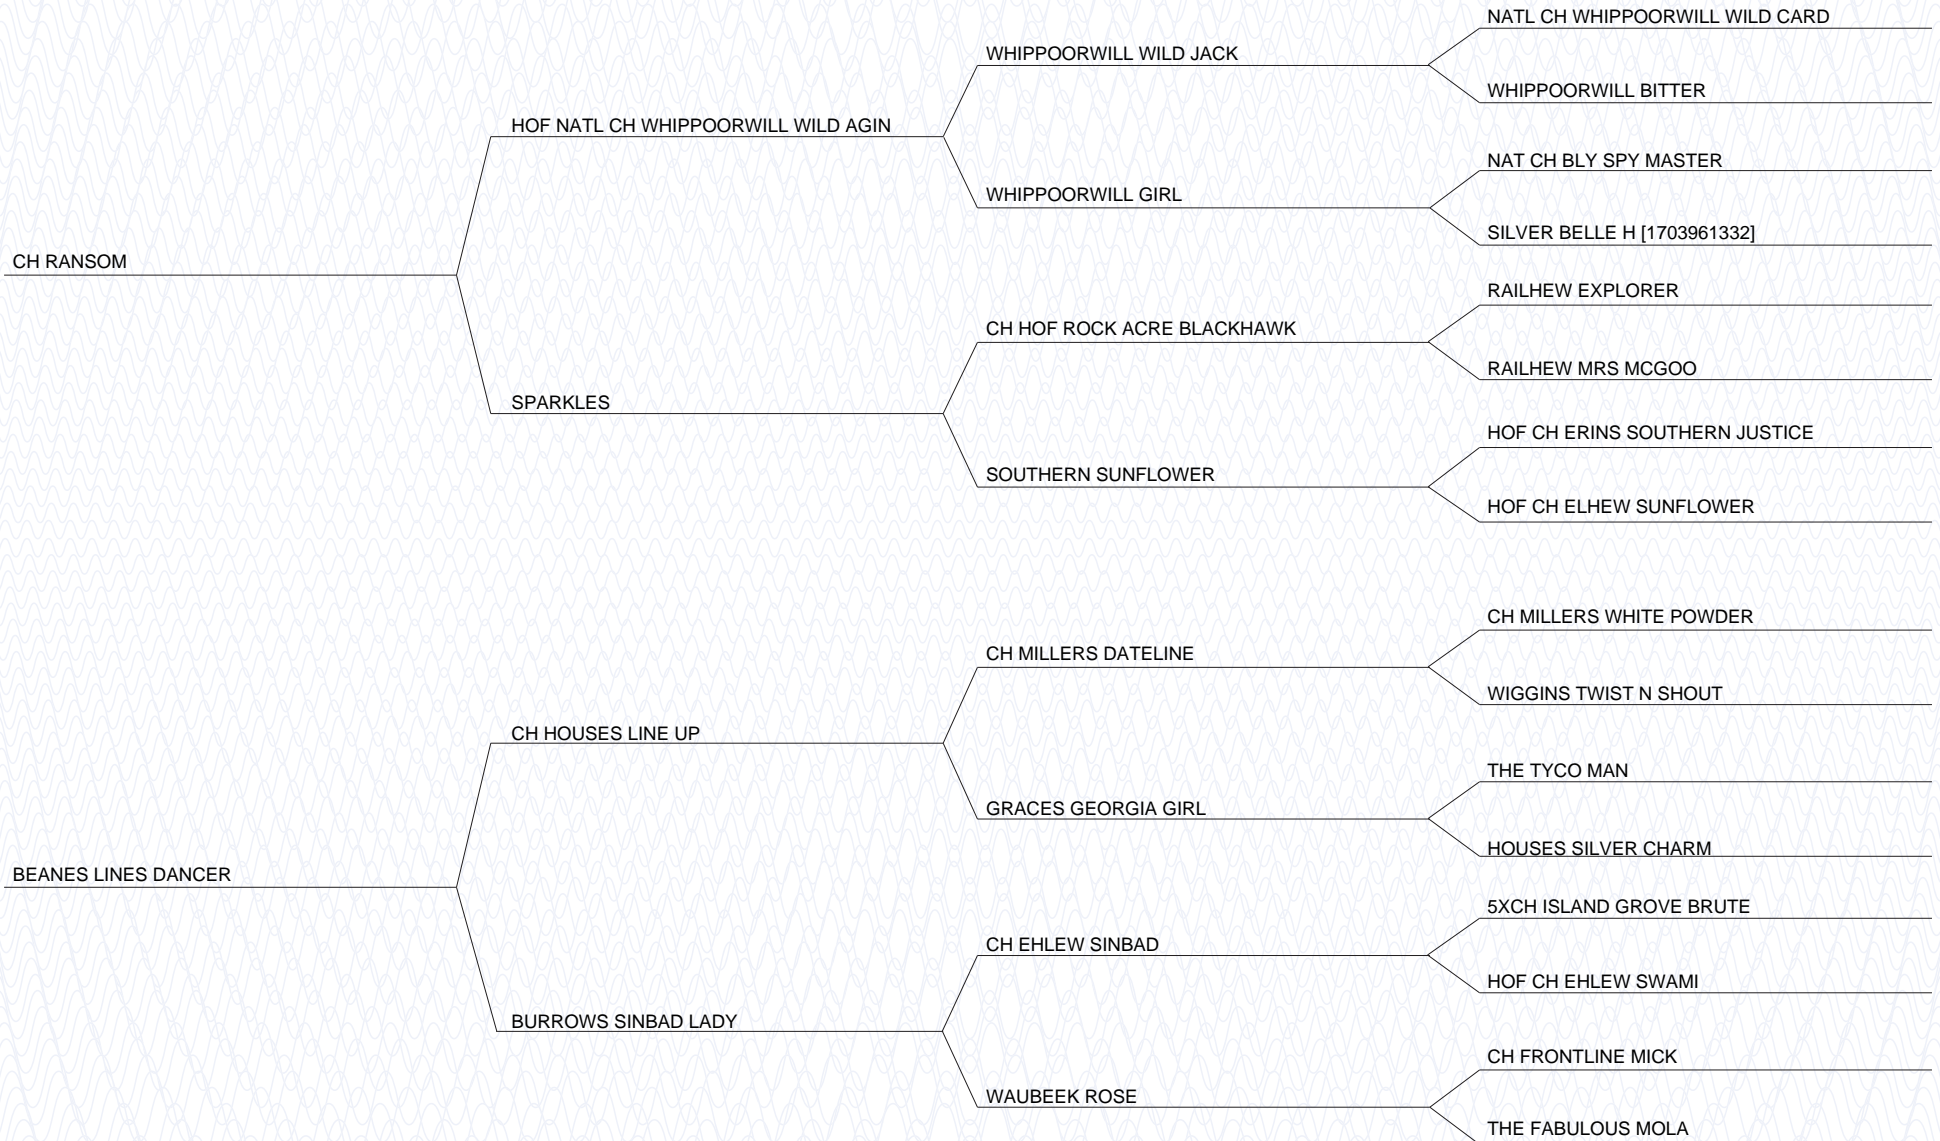 NATL CH WHIPPOORWILL WILD CARD
WHIPPOORWILL WILD JACK
WHIPPOORWILL BITTER
HOF NATL CH WHIPPOORWILL WILD AGIN
NAT CH BLY SPY MASTER
WHIPPOORWILL GIRL
SILVER BELLE H [1703961332]
CH RANSOM
RAILHEW EXPLORER
CH HOF ROCK ACRE BLACKHAWK
RAILHEW MRS MCGOO
SPARKLES
HOF CH ERINS SOUTHERN JUSTICE
SOUTHERN SUNFLOWER
HOF CH ELHEW SUNFLOWER
CH MILLERS WHITE POWDER
CH MILLERS DATELINE
WIGGINS TWIST N SHOUT
CH HOUSES LINE UP
THE TYCO MAN
GRACES GEORGIA GIRL
HOUSES SILVER CHARM
BEANES LINES DANCER
5XCH ISLAND GROVE BRUTE
CH EHLEW SINBAD
HOF CH EHLEW SWAMI
BURROWS SINBAD LADY
CH FRONTLINE MICK
WAUBEEK ROSE
THE FABULOUS MOLA